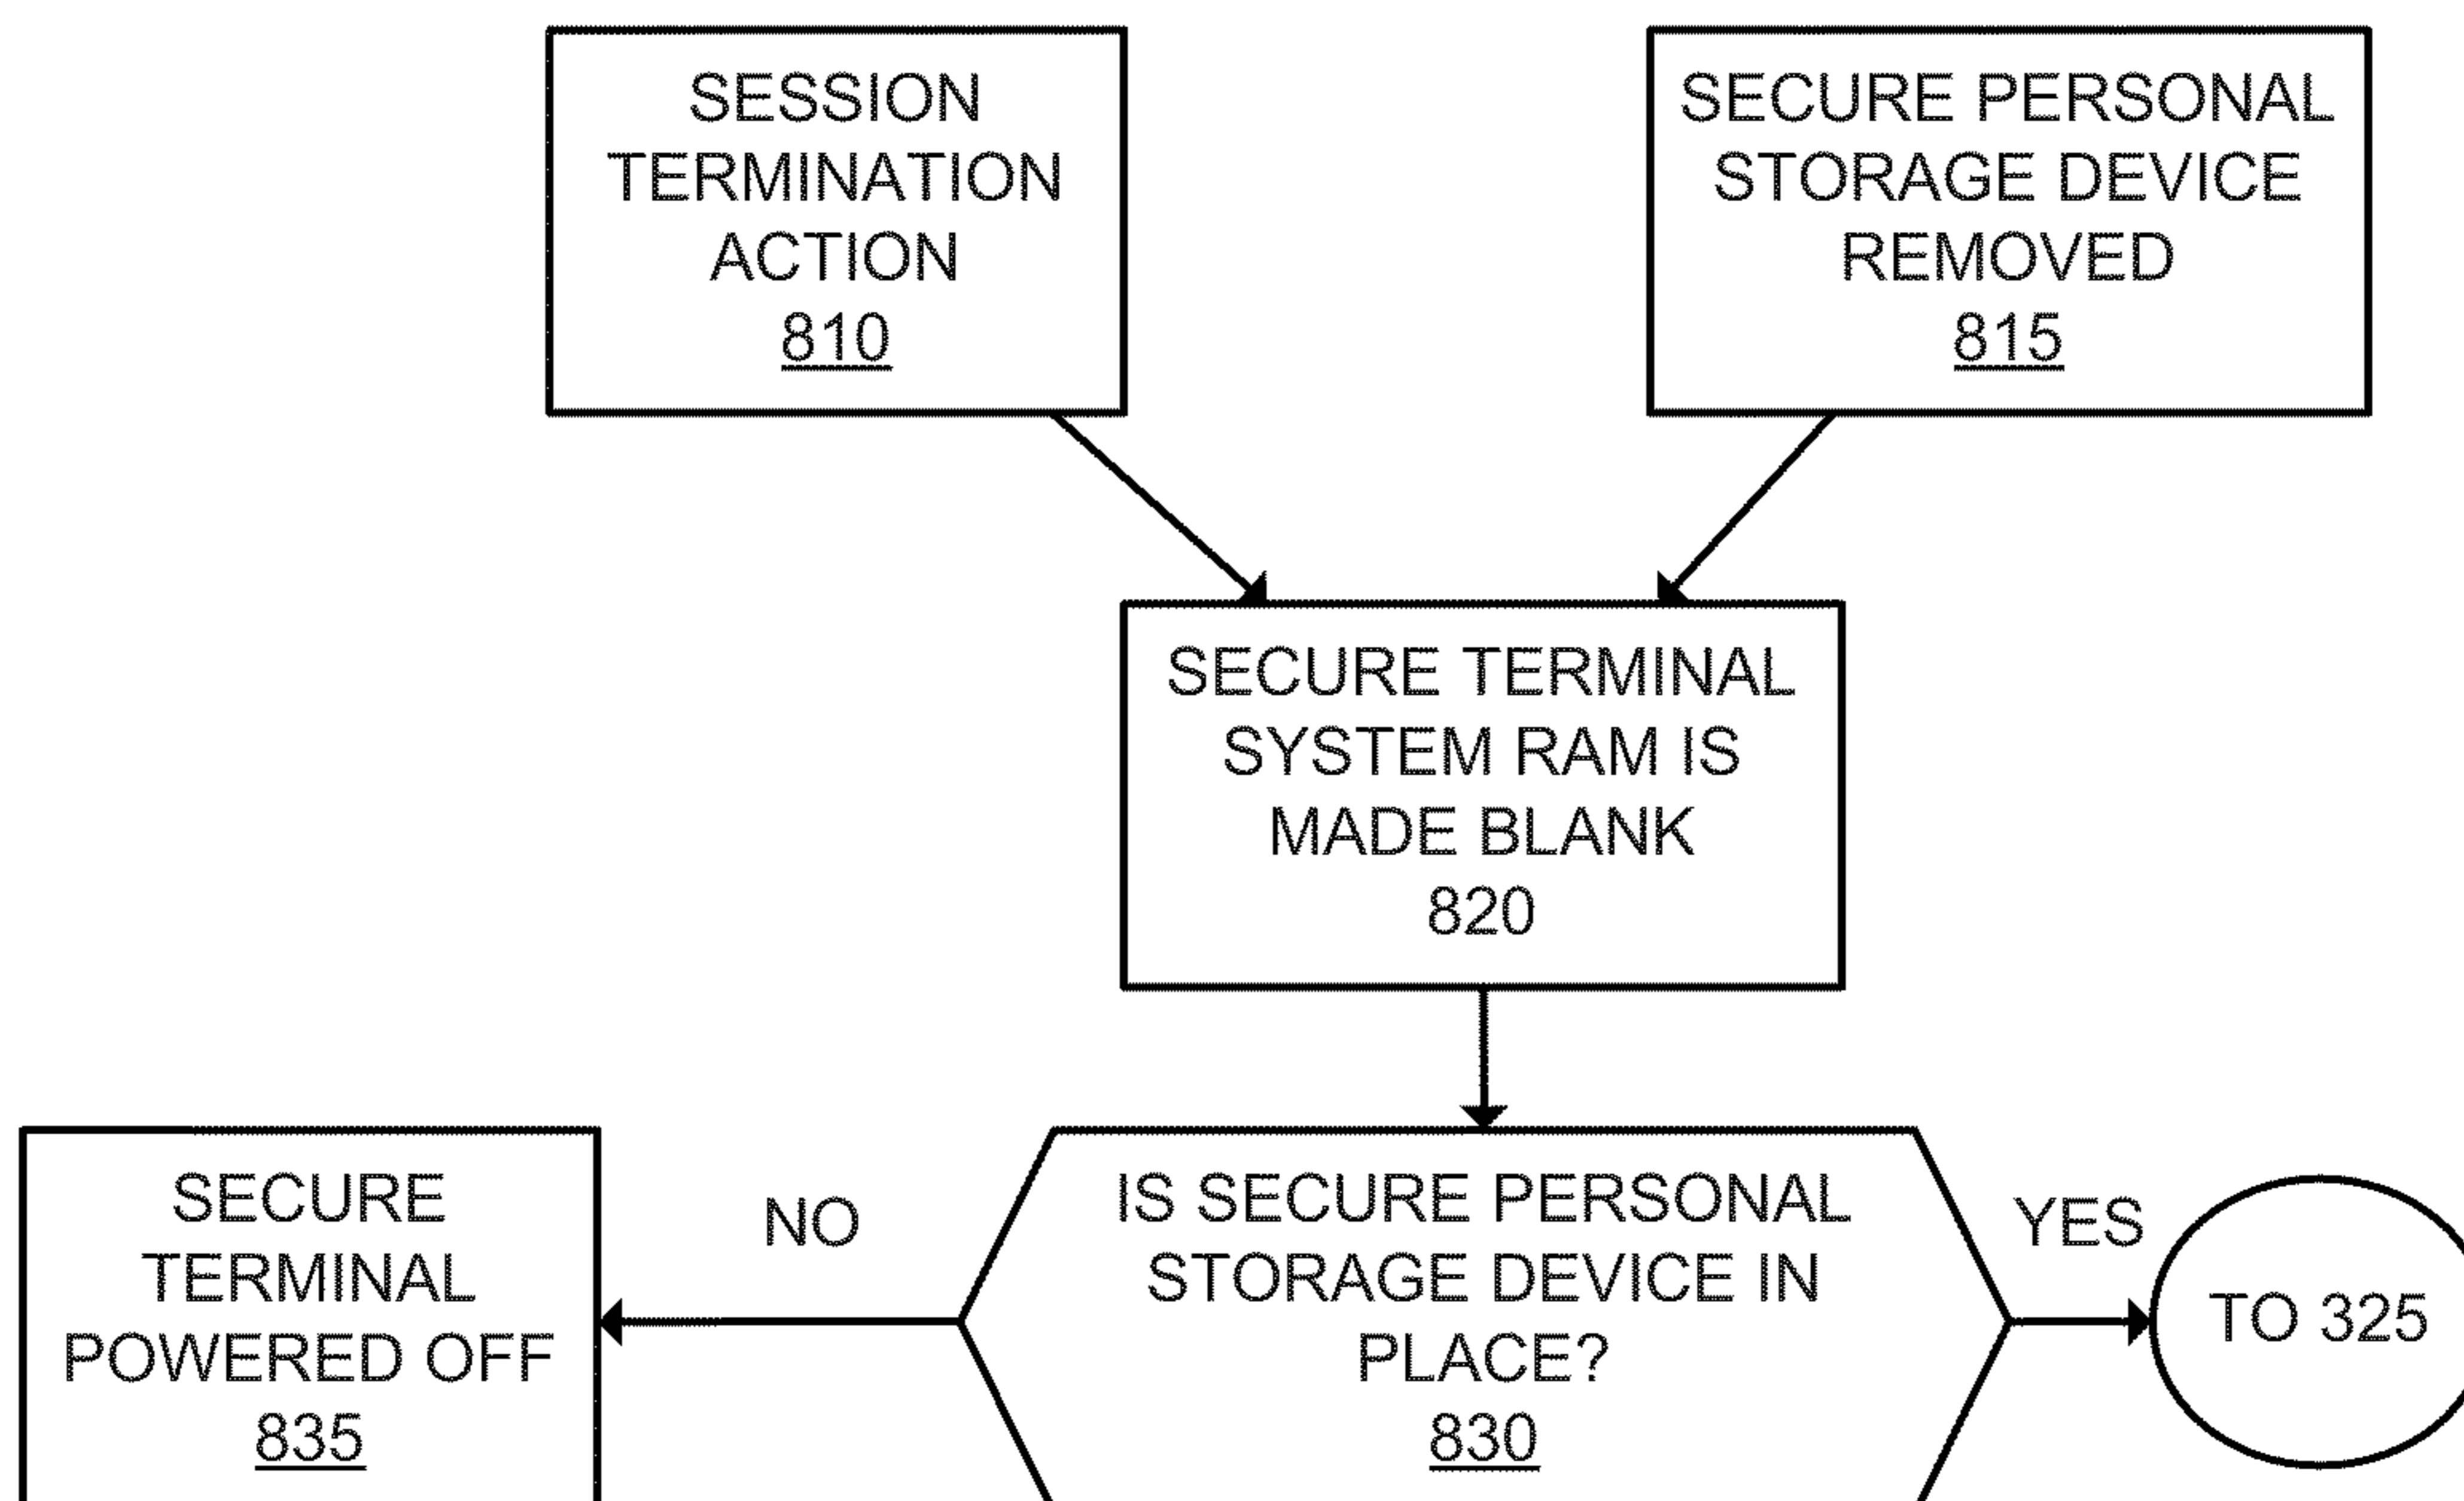 SESSION
TERMINATION
ACTION
810
SECURE PERSONAL
STORAGE DEVICE
REMOVED
815
SECURE TERMINAL
SYSTEM RAM IS
MADE BLANK
820
SECURE
TERMINAL
POWERED OFF
835
NO
IS SECURE PERSONAL
STORAGE DEVICE IN
PLACE?
830
YES
TO 325